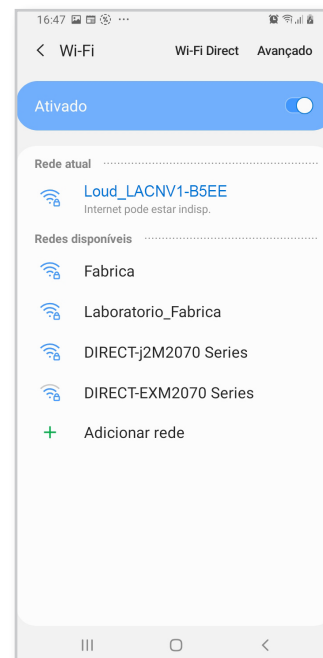 16:47
Wi-Fi Wi-Fi Direct Avançado
Ativado
Rede atual
Loud_LACNV1-B5EE
Internet pode estar indisp.
Redes disponíveis
Fabrica
Laboratorio_Fabrica
DIRECT-j2M2070 Series
DIRECT-EXM2070 Series
Adicionar rede